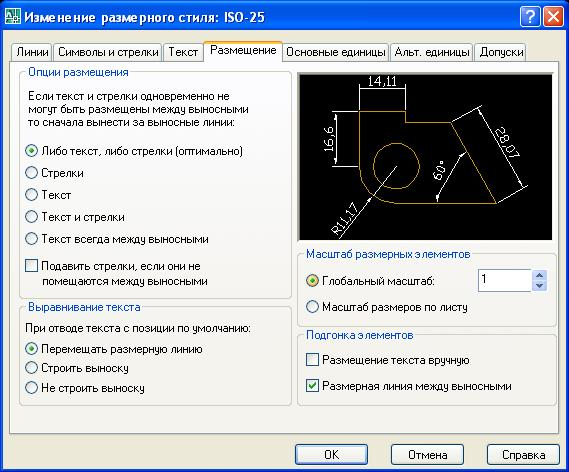 Изменение размерного стиля: ISO-25
Линии
Символы и стрелки
Текст
Размещение
Основные единицы
Альт. единицы
Допуски
Опции размещения
Если текст и стрелки одновременно не
могут быть размещены между выносными
то сначала вынести за выносные линии:
Либо текст, либо стрелки (оптимально)
Стрелки
Текст
Текст и стрелки
Текст всегда между выносными
Подавить стрелки, если они не
помещаются между выносными
Выравнивание текста
При отводе текста с позиции по умолчанию:
Перемещать размерную линию
Строить выноску
Не строить выноску
14,11
16,6
28,07
60°
R11,17
Масштаб размерных элементов
Глобальный масштаб:
1
Масштаб размеров по листу
Подгонка элементов
Размещение текста вручную
Размерная линия между выносными
ОК
Отмена
Справка